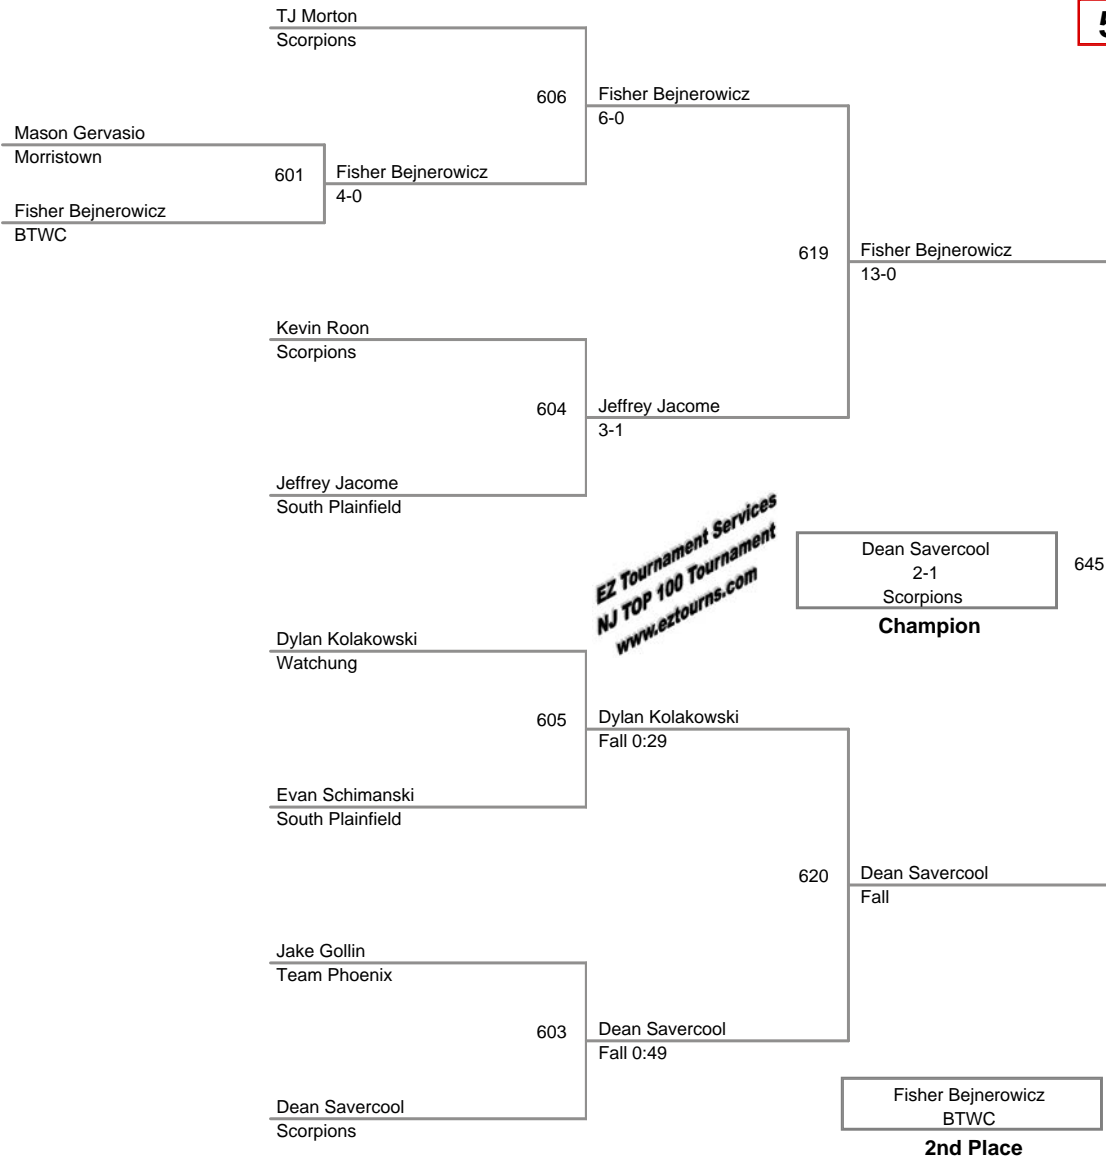 TJ Morton
Scorpions
5
606
Fisher Bejnerowicz
6-0
Mason Gervasio
Morristown
601
Fisher Bejnerowicz
4-0
Fisher Bejnerowicz
BTWC
619
Fisher Bejnerowicz
13-0
Kevin Roon
Scorpions
604
Jeffrey Jacome
3-1
Jeffrey Jacome
South Plainfield
EZ Tournament Services
NJ TOP 100 Tournament
www.eztourns.com
Dean Savercool
2-1
Scorpions
645
Champion
Dylan Kolakowski
Watchung
605
Dylan Kolakowski
Fall 0:29
Evan Schimanski
South Plainfield
620
Dean Savercool
Fall
Jake Gollin
Team Phoenix
603
Dean Savercool
Fall 0:49
Dean Savercool
Scorpions
Fisher Bejnerowicz
BTWC
2nd Place